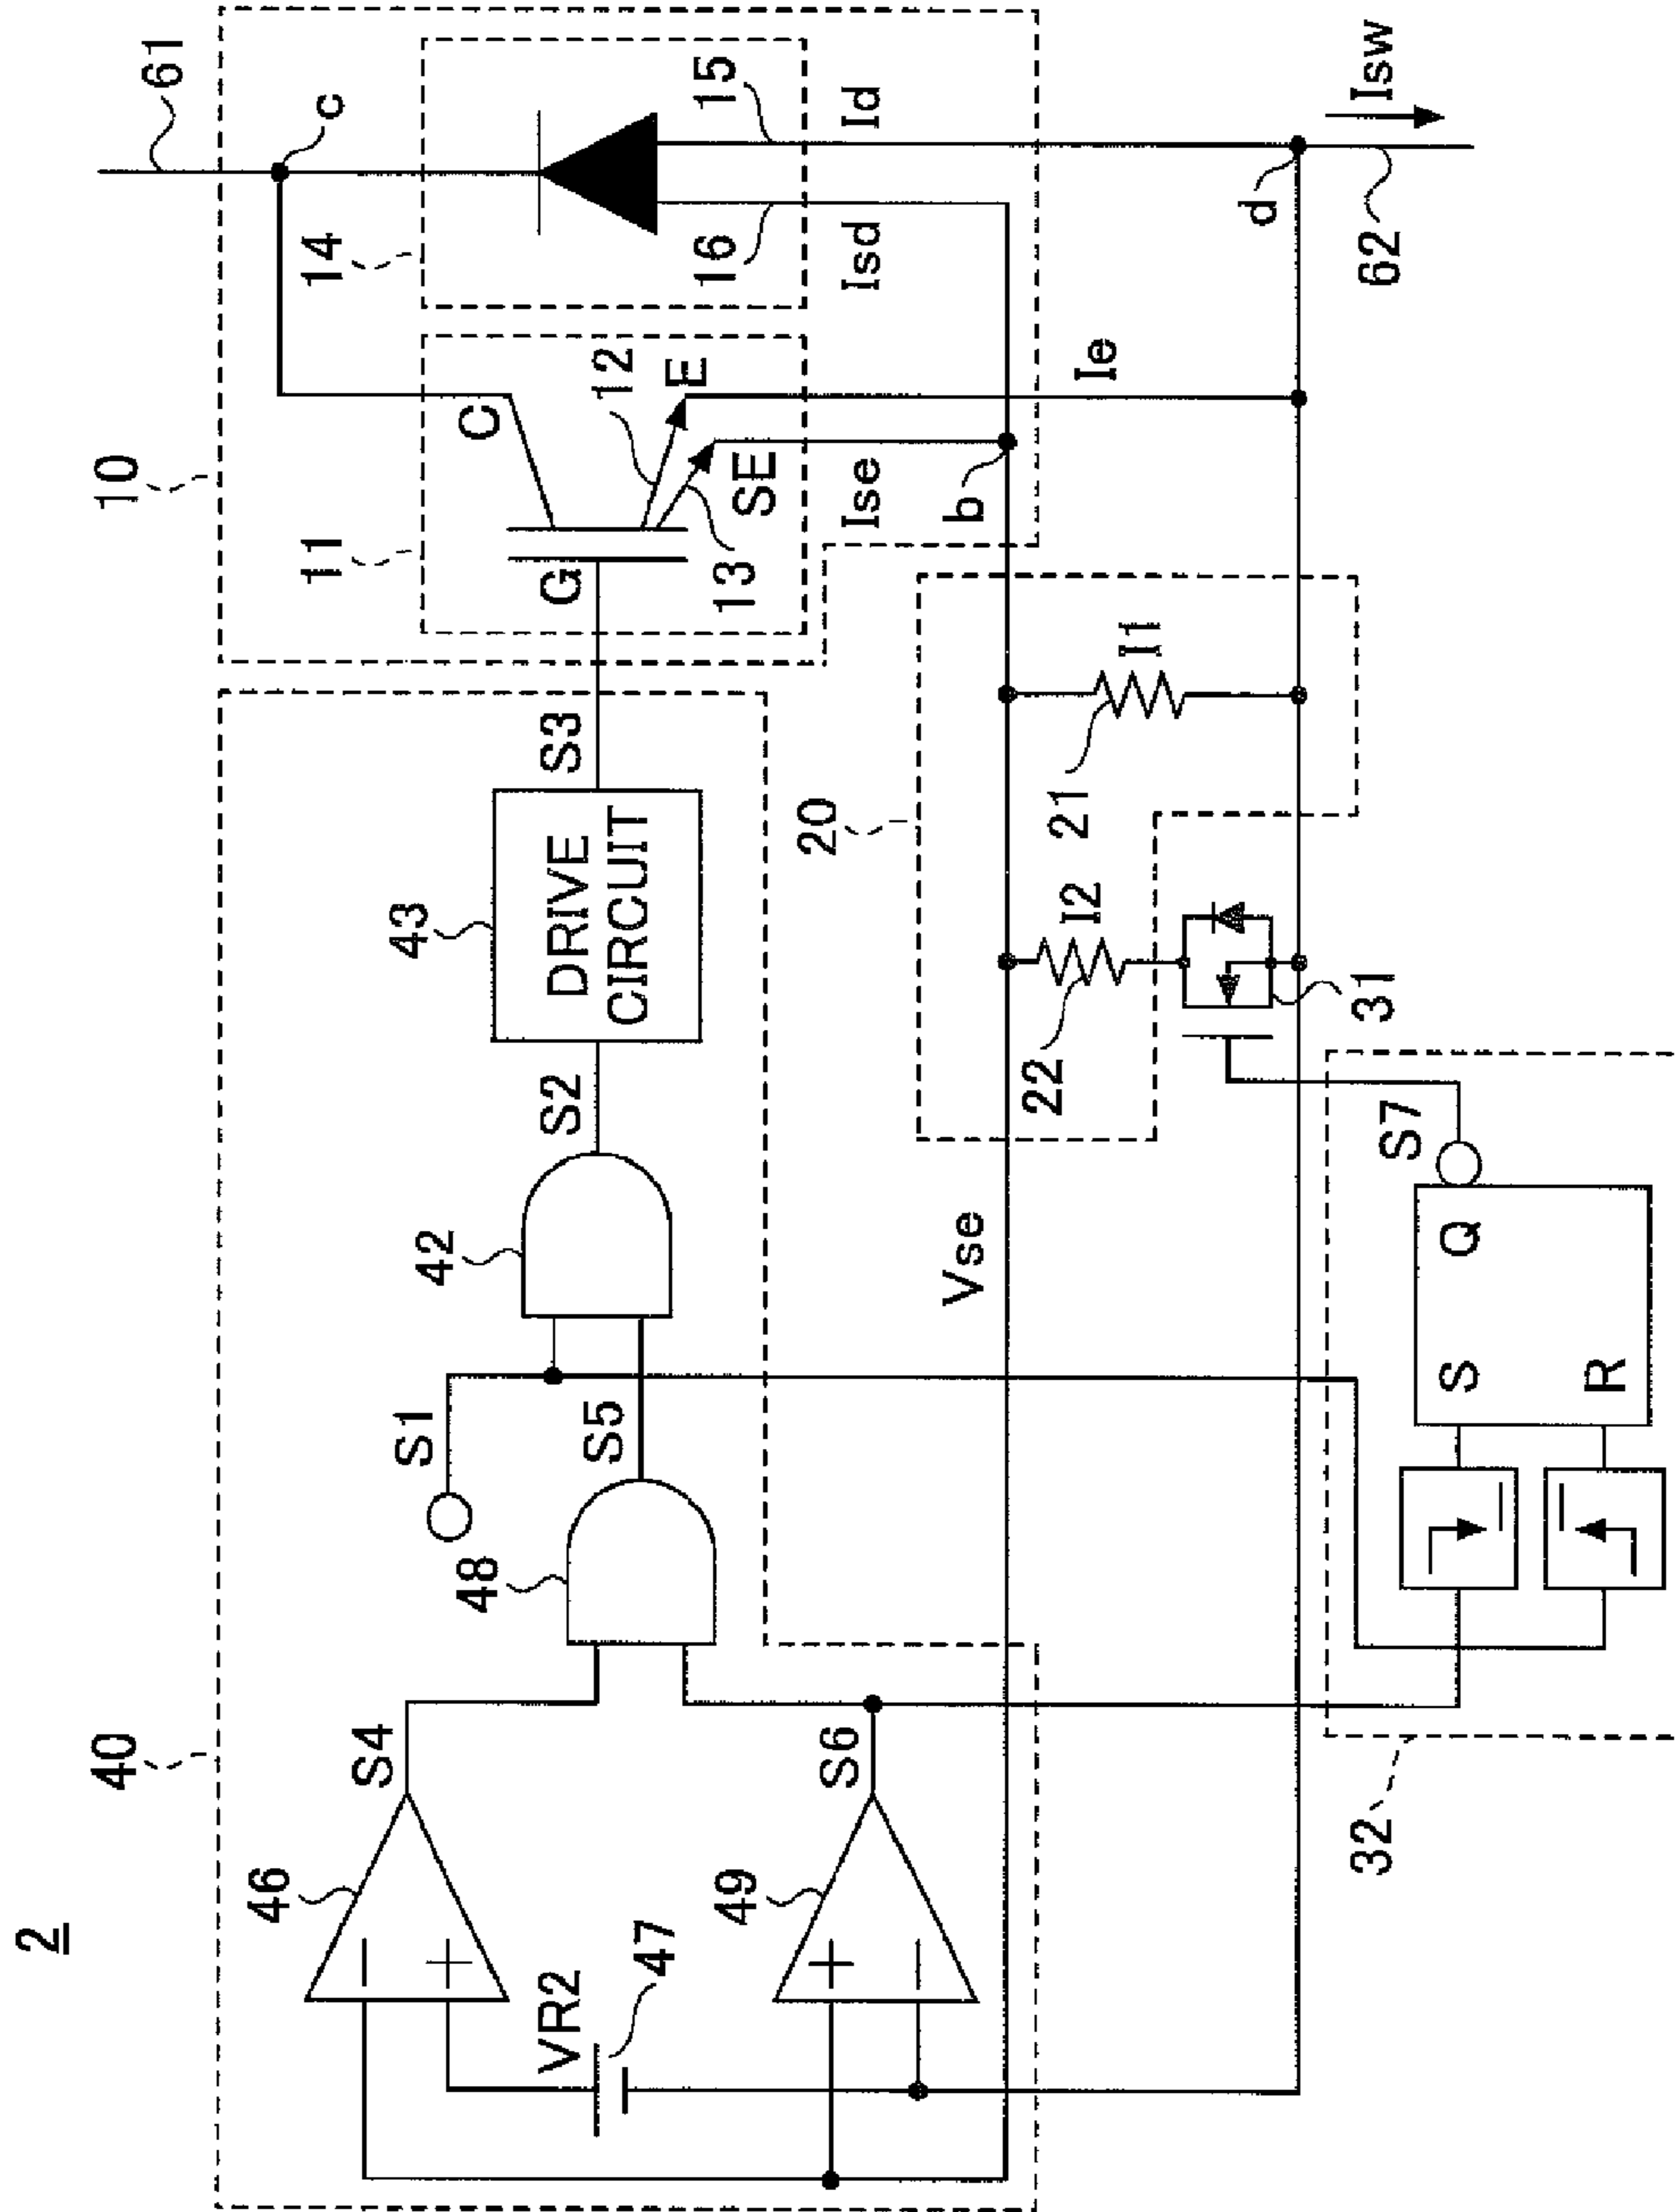 2
40
10
61
46
S4
S1
42
S2
43
DRIVE
CIRCUIT
S3
11
G
C
12
E
13
SE
14
c
16
15
VR2
47
48
S5
49
S6
20
Ise
Isd
Id
Vse
b
22
I2
21
I1
Ie
31
d
62
Isw
32
S
R
Q
S7